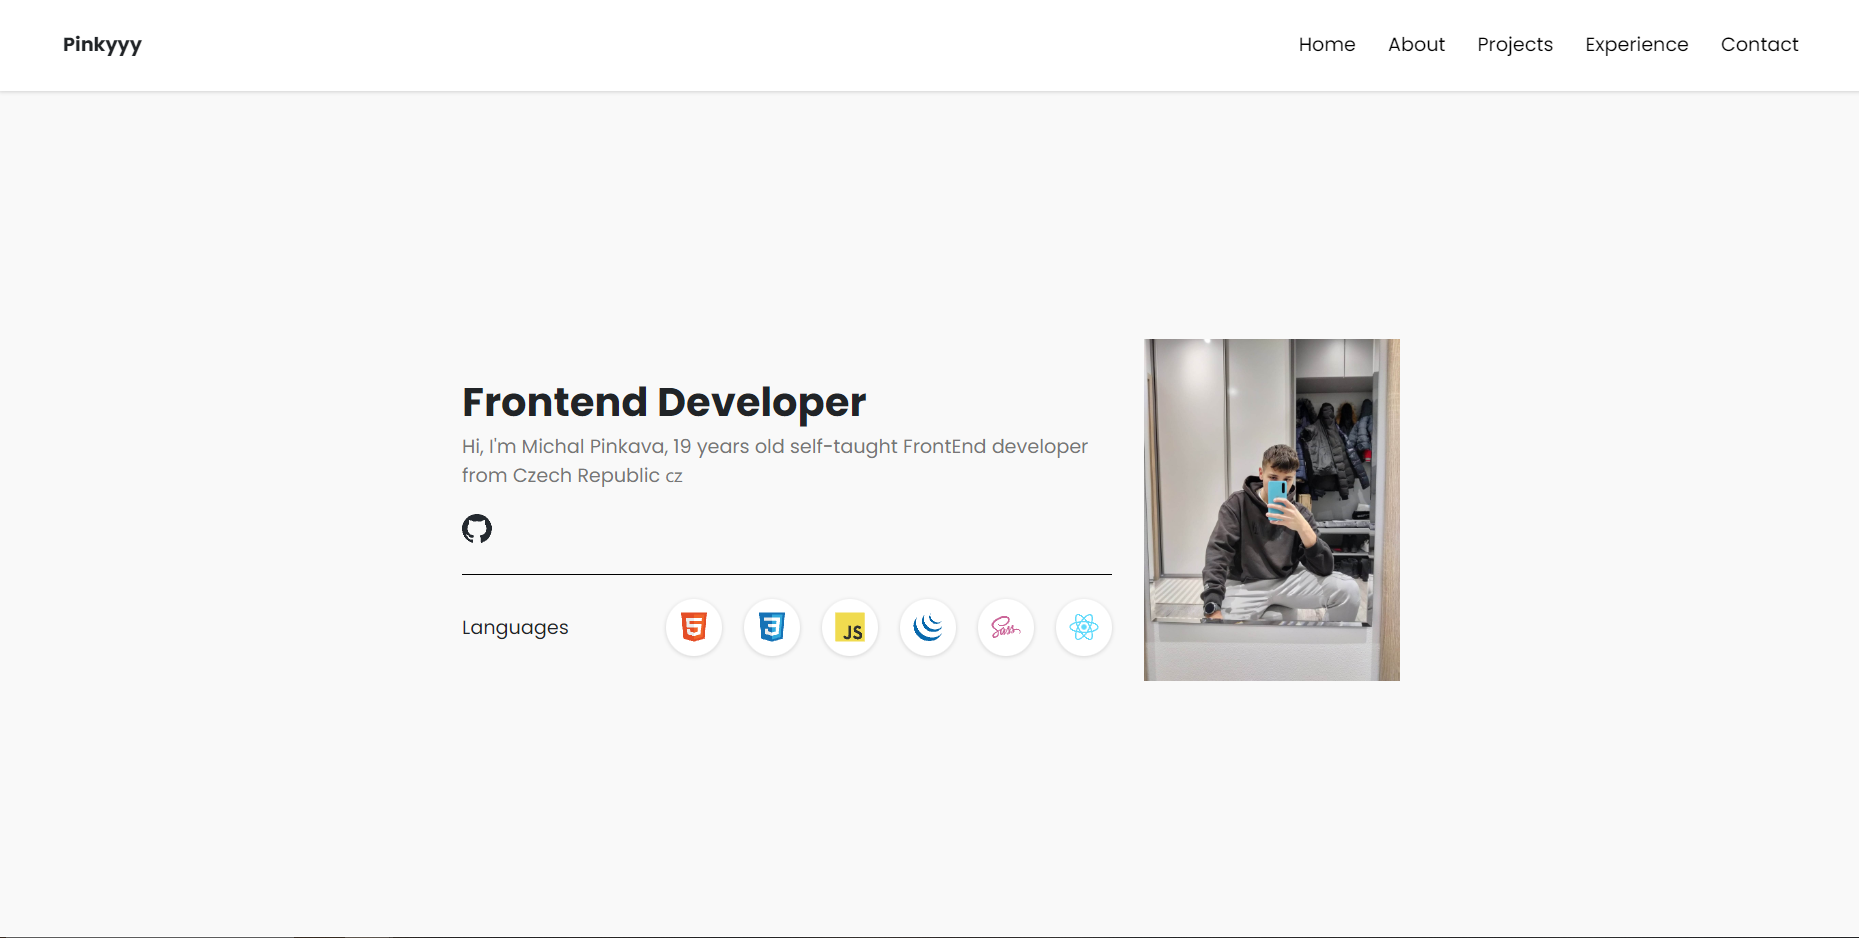 Pinkyyy
Home About Projects Experience Contact
Frontend Developer
Hi, I'm Michal Pinkava, 19 years old self-taught FrontEnd developer
from Czech Republic cz
Languages
5
3
JS
Sass